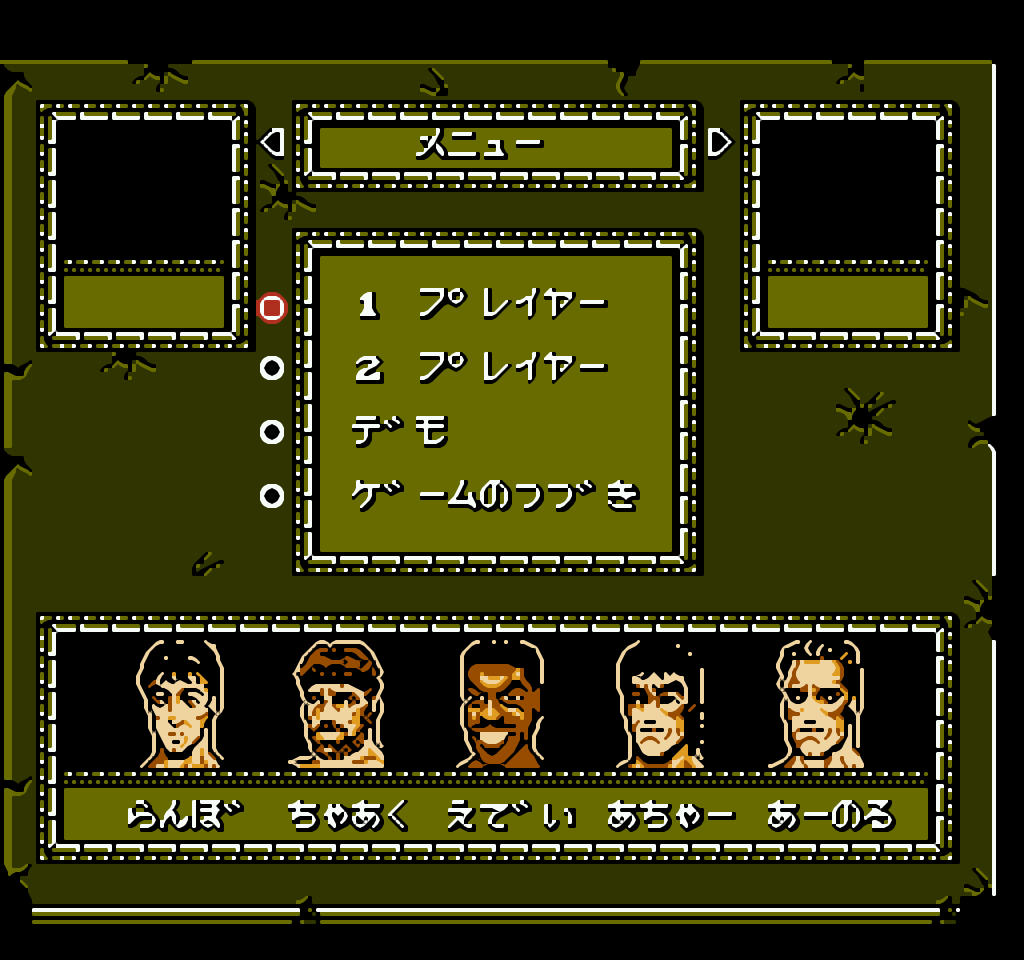 メニュー
1 プレイヤー
2 プレイヤー
デモ
ゲームのつづき
らんぼ ちゃあく えでい あちゃー あーのる